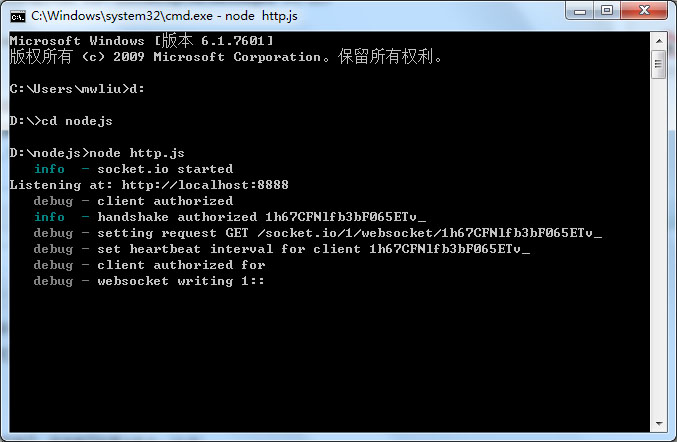 C:\Windows\system32\cmd.exe - node  http.js
Microsoft Windows [版本 6.1.7601]
版权所有 (c) 2009 Microsoft Corporation。保留所有权利。
C:\Users\mwliu>d:
D:\>cd nodejs
D:\nodejs>node http.js
info  - socket.io started
Listening at: http://localhost:8888
debug - client authorized
info  - handshake authorized 1h67CFNlfb3bF065ETv_
debug - setting request GET /socket.io/1/websocket/1h67CFNlfb3bF065ETv_
debug - set heartbeat interval for client 1h67CFNlfb3bF065ETv_
debug - client authorized for
debug - websocket writing 1::